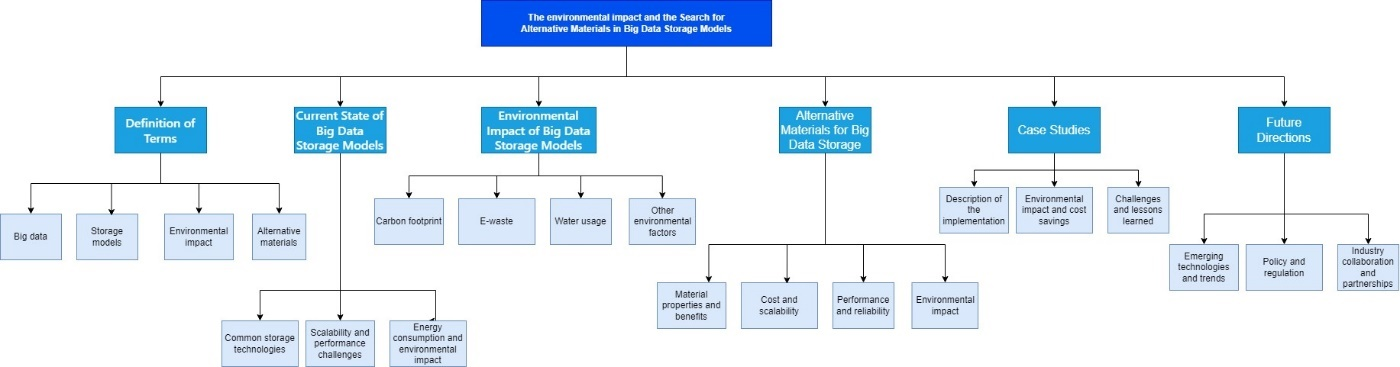 The environmental impact and the Search for
Alternative Materials in Big Data Storage Models
Definition of
Terms
Current State of
Big Data
Storage Models
Environmental
Impact of Big Data
Storage Models
Alternative
Materials for Big
Data Storage
Case Studies
Future
Directions
Big data
Storage
models
Environmental
impact
Alternative
materials
Common storage
technologies
Scalability and
performance
challenges
Energy
consumption and
environmental
impact
Carbon footprint
E-waste
Water usage
Other
environmental
factors
Material
properties and
benefits
Cost and
scalability
Performance
and reliability
Environmental
impact
Description of
the
implementation
Environmental
impact and cost
savings
Challenges
and lessons
learned
Emerging
technologies
and trends
Policy and
regulation
Industry
collaboration
and
partnerships